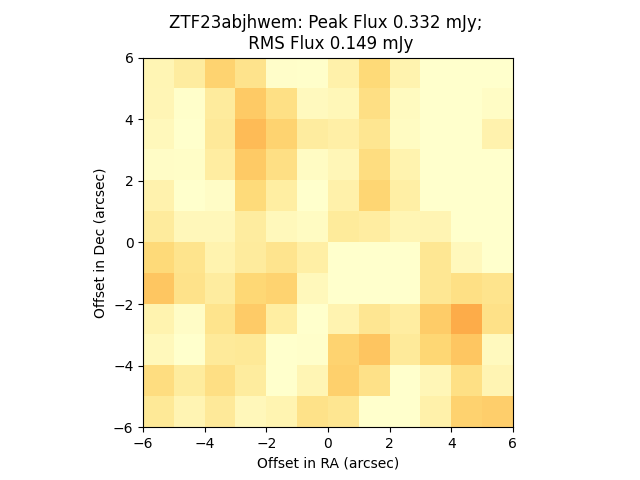 ZTF23abjhwem: Peak Flux 0.332 mJy;
RMS Flux 0.149 mJy
6
4
2
0
−2
−4
−6
Offset in Dec (arcsec)
−6 −4 −2 0 2 4 6
Offset in RA (arcsec)